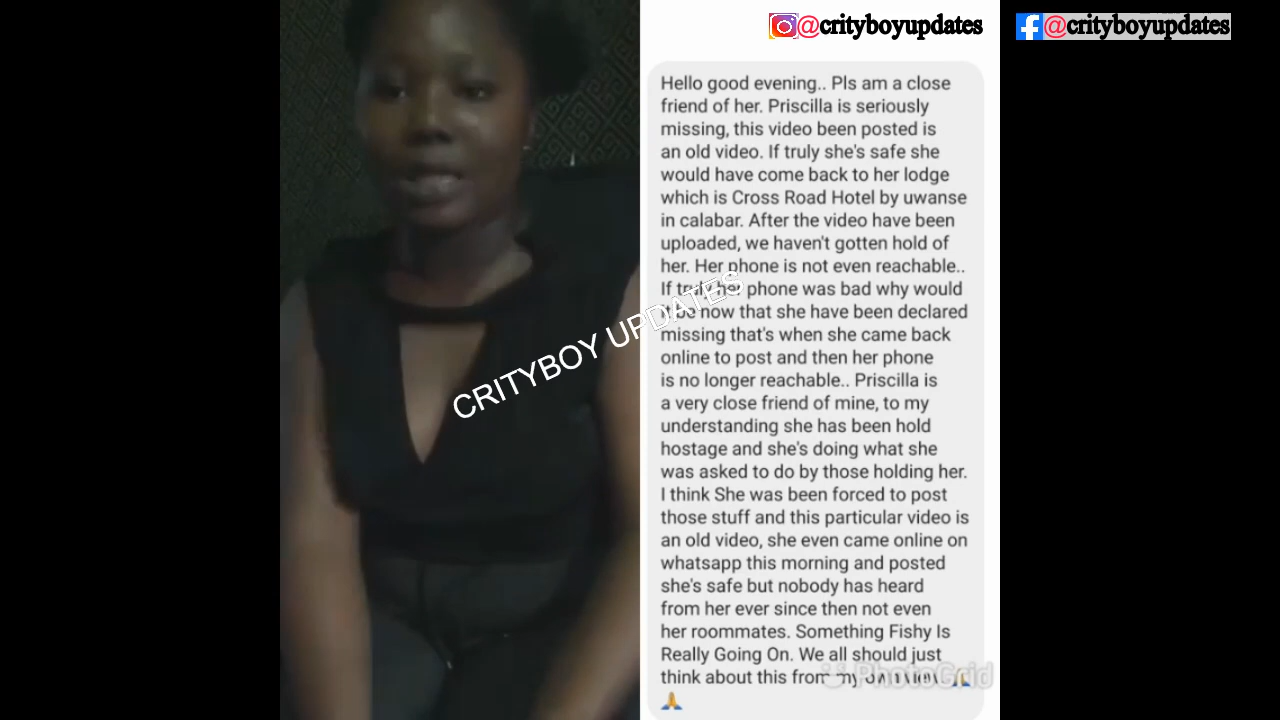 @crityboyupdates
@crityboyupdates
Hello good evening.. Pls am a close
friend of her. Priscilla is seriously
missing, this video been posted is
an old video. If truly she's safe she
would have come back to her lodge
which is Cross Road Hotel by uwanse
in calabar. After the video have been
uploaded, we haven't gotten hold of
her. Her phone is not even reachable..
If truly her phone was bad why would
now that she have been declared
missing that's when she came back
online to post and then her phone
is no longer reachable.. Priscilla is
a very close friend of mine, to my
understanding she has been hold
hostage and she's doing what she
was asked to do by those holding her.
I think She was been forced to post
those stuff and this particular video is
an old video, she even came online on
whatsapp this morning and posted
she's safe but nobody has heard
from her ever since then not even
her roommates. Something Fishy Is
Really Going On. We all should just
think about this from my own view. 🙏
🙏
CRITYBOY UPDATES
PhotoGrid